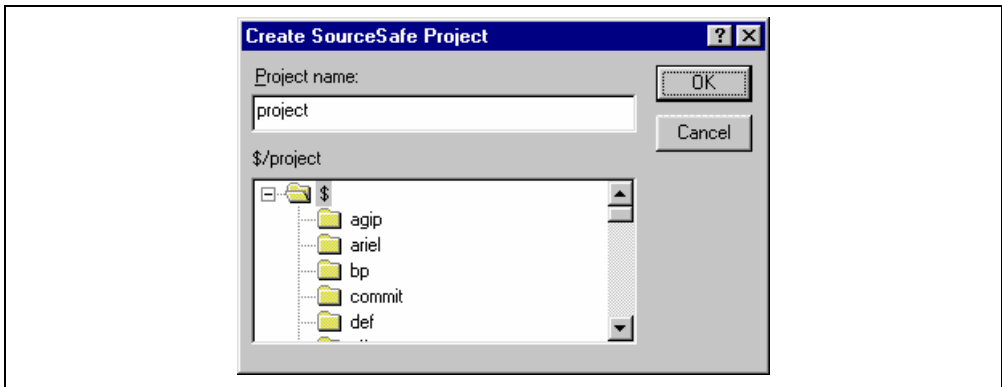 Create SourceSafe Project
Project name:
OK
project
Cancel
$/project
$
agip
ariel
bp
commit
def